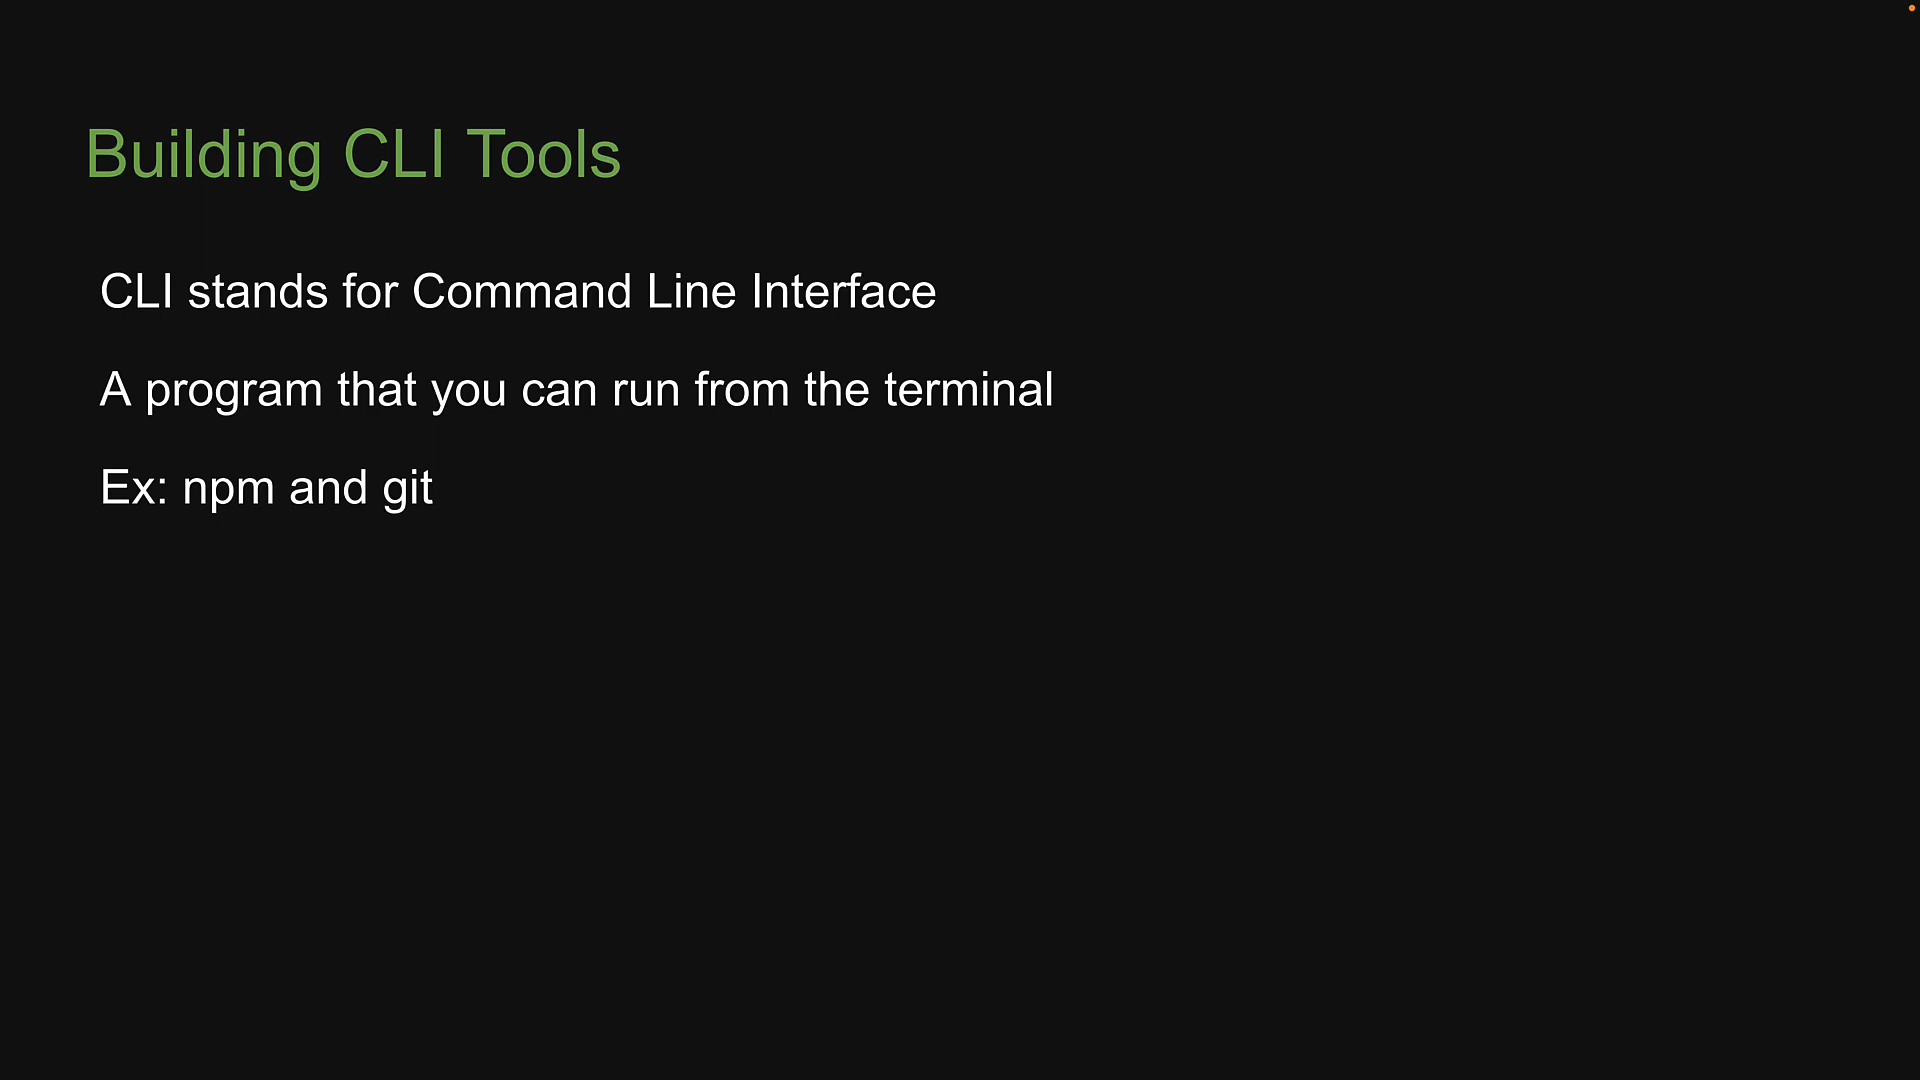 Building CLI Tools
CLI stands for Command Line Interface
A program that you can run from the terminal
Ex: npm and git